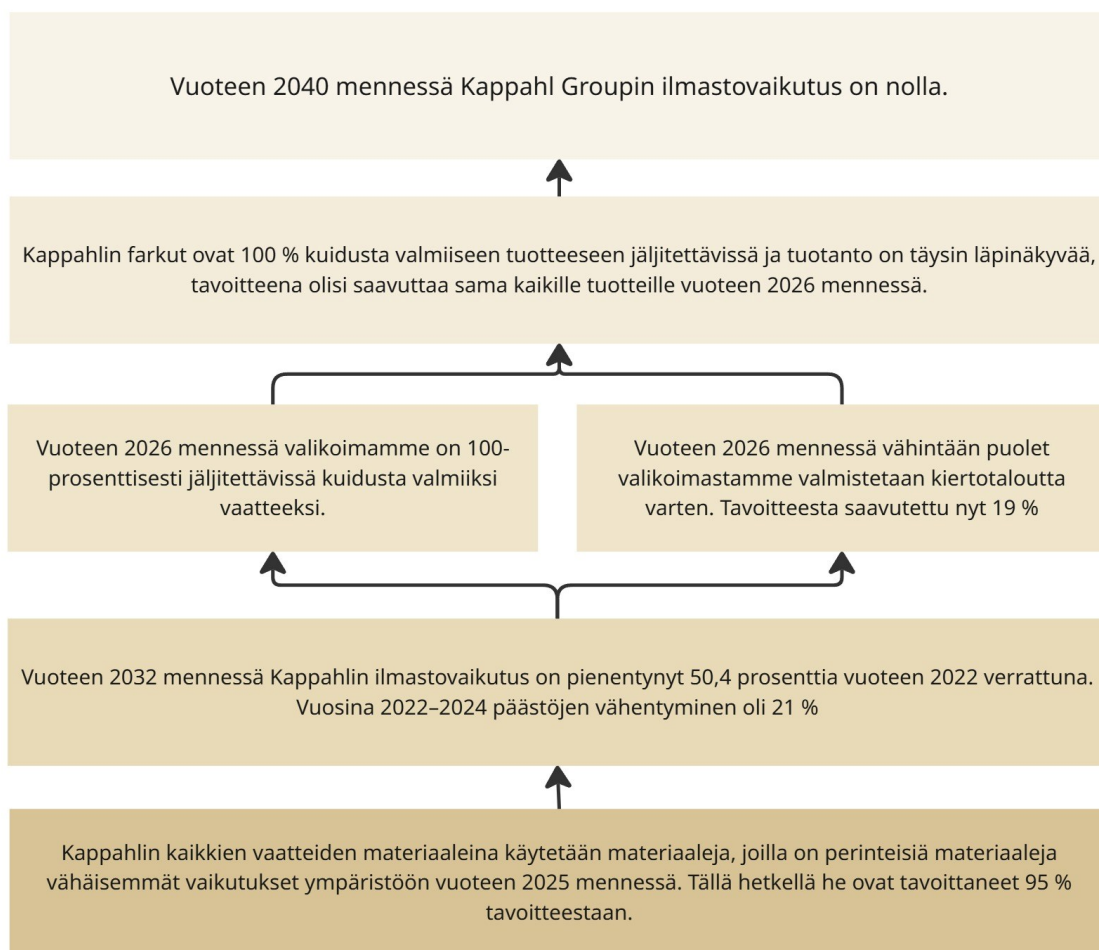 Vuoteen 2040 mennessä Kappahl Groupin ilmastovaikutus on nolla.
Kappahlin farkut ovat 100 % kuidusta valmiiseen tuotteeseen jäljitettävissä ja tuotanto on täysin läpinäkyvää,
tavoitteena olisi saavuttaa sama kaikille tuotteille vuoteen 2026 mennessä.
Vuoteen 2026 mennessä valikoimamme on 100-
prosenttisesti jäljitettävissä kuidusta valmiiksi
vaatteeksi.
Vuoteen 2026 mennessä vähintään puolet
valikoimastamme valmistetaan kiertotaloutta
varten. Tavoitteesta saavutettu nyt 19 %
Vuoteen 2032 mennessä Kappahlin ilmastovaikutus on pienentynyt 50,4 prosenttia vuoteen 2022 verrattuna.
Vuosina 2022–2024 päästöjen vähentyminen oli 21 %
Kappahlin kaikkien vaatteiden materiaaleina käytetään materiaaleja, joilla on perinteisiä materiaaleja
vähäisemmät vaikutukset ympäristöön vuoteen 2025 mennessä. Tällä hetkellä he ovat tavoittaneet 95 %
tavoitteestaan.